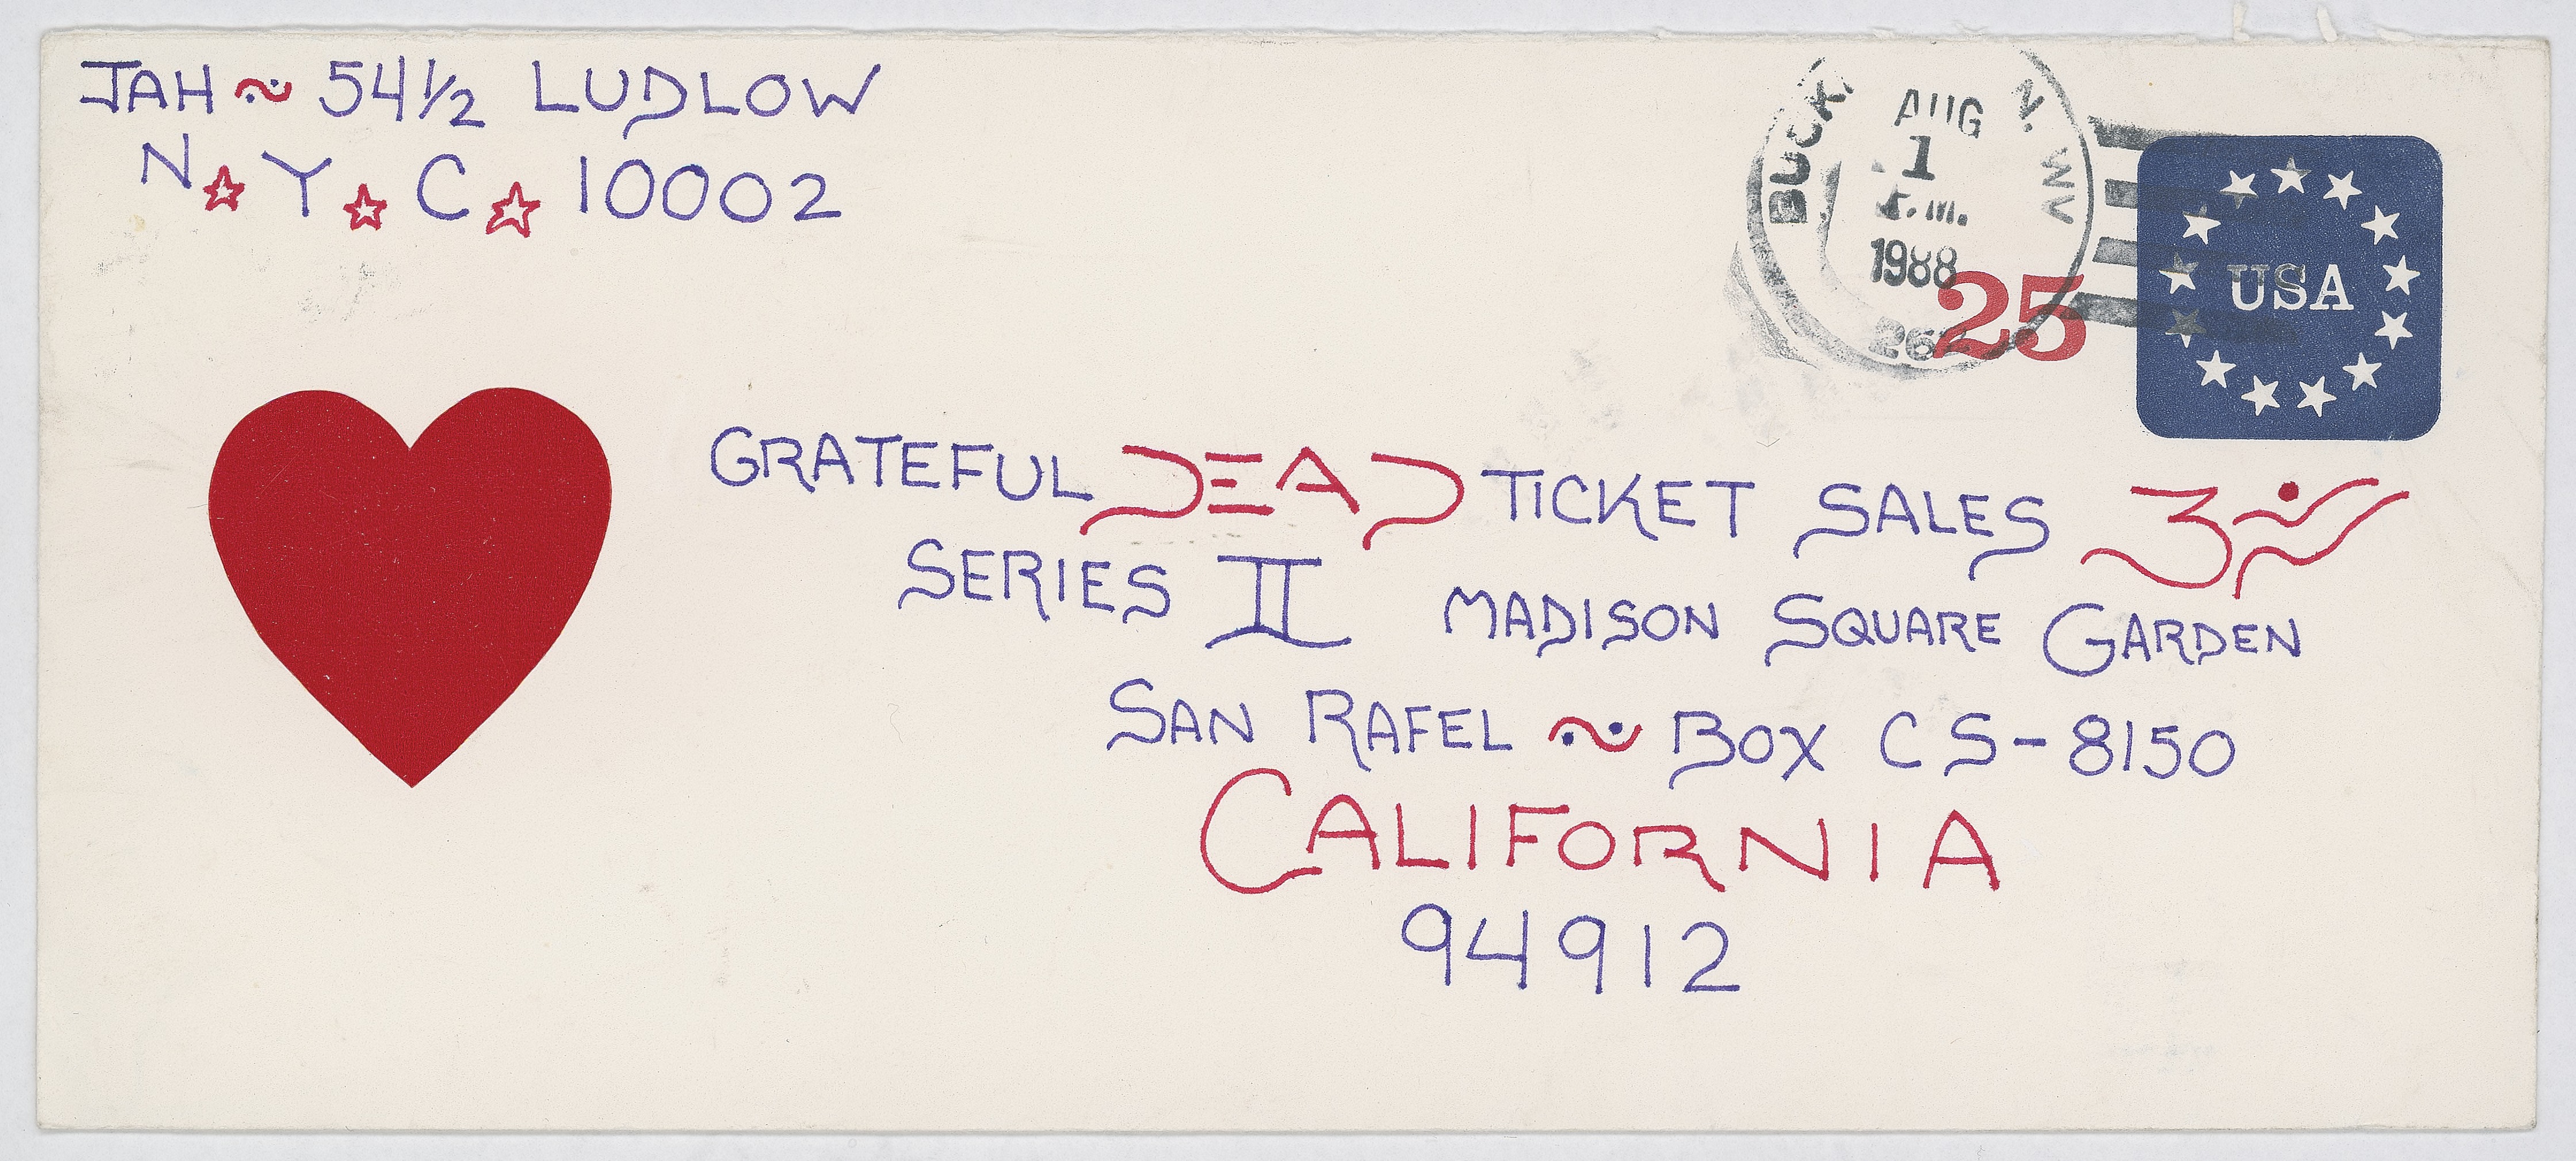 JAH ~ 54½ LUDLOW
N ☆ Y ☆ C ☆ 10002
AUG
1
1988
25
USA
GRATEFUL DEAD TICKET SALES ॐ
SERIES II MADISON SQUARE GARDEN
SAN RAFEL ~ BOX CS-8150
CALIFORNIA
94912